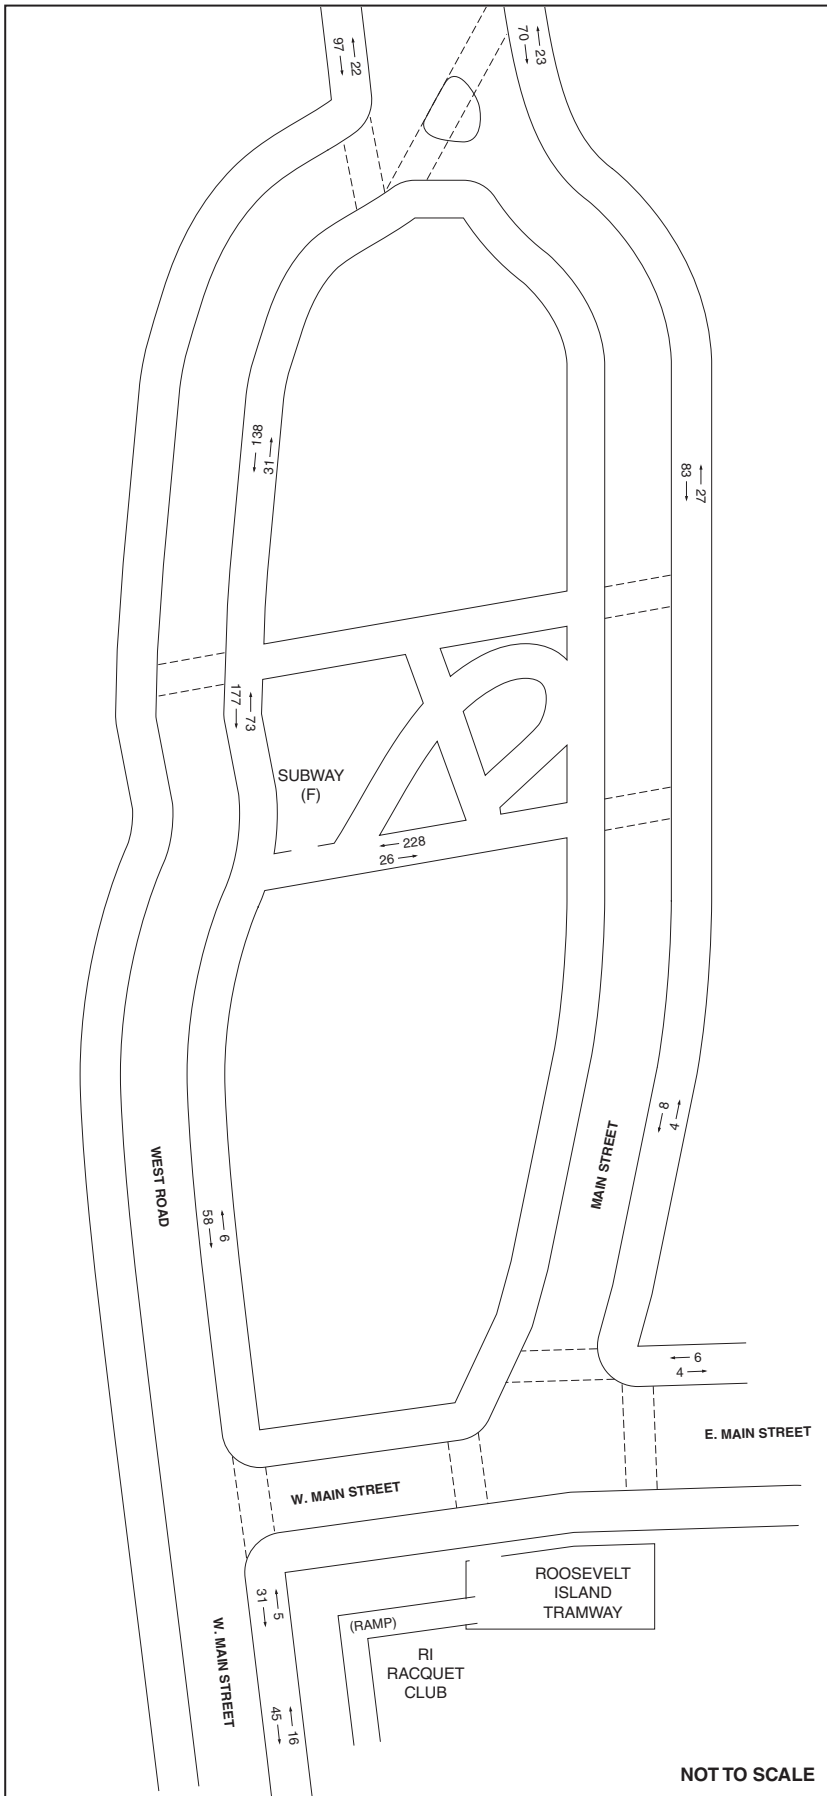 97
22
70
23
138
31
83
27
177
73
SUBWAY
(F)
228
26
8
4
MAIN STREET
WEST ROAD
58
6
6
4
E. MAIN STREET
W. MAIN STREET
ROOSEVELT
ISLAND
TRAMWAY
31
5
(RAMP)
RI
RACQUET
CLUB
W. MAIN STREET
45
16
NOT TO SCALE